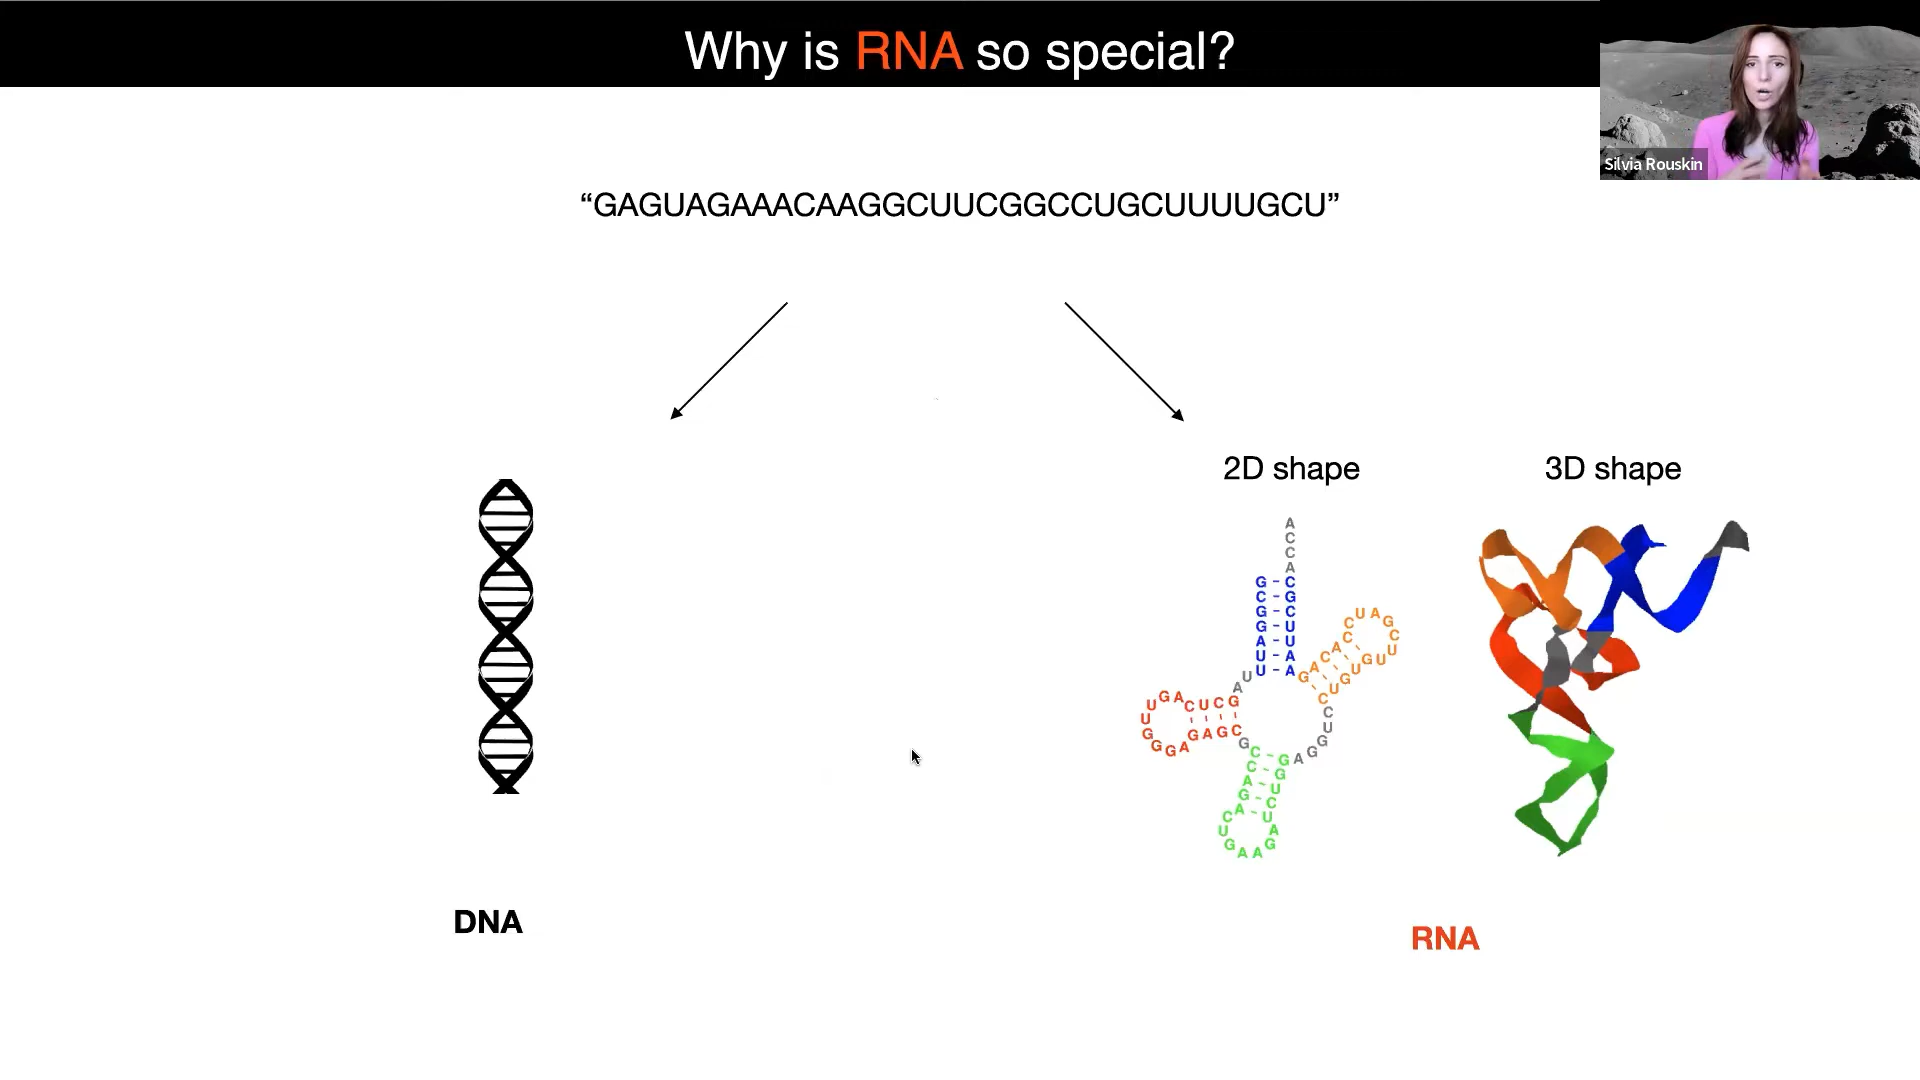 Why is RNA so special?
Silvia Rouskin
“GAGUAGAAACAAGGCUUCGGCCUGCUUUUGCU”
2D shape
3D shape
A
C
C
A
G - C
C - G
G - C
G - U
A - U
U - A
U - A
U
A
G A C A C C U A G C U U G U U G U C
C
U
G
G
A
U G A C U C G
U
U
G
G G A G A G C
G
C - G
C - G
A - U
G - C
A - U
C A
U G
G A A
DNA
RNA